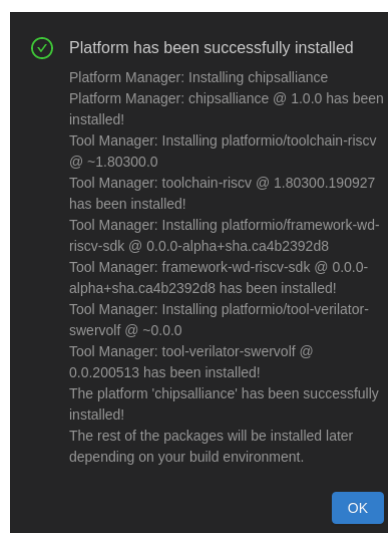 Platform has been successfully installed
Platform Manager: Installing chipsalliance
Platform Manager: chipsalliance @ 1.0.0 has been
installed!
Tool Manager: Installing platformio/toolchain-riscv
@ ~1.80300.0
Tool Manager: toolchain-riscv @ 1.80300.190927
has been installed!
Tool Manager: Installing platformio/framework-wd-
riscv-sdk @ 0.0.0-alpha+sha.ca4b2392d8
Tool Manager: framework-wd-riscv-sdk @ 0.0.0-
alpha+sha.ca4b2392d8 has been installed!
Tool Manager: Installing platformio/tool-verilator-
swervolf @ ~0.0.0
Tool Manager: tool-verilator-swervolf @
0.0.200513 has been installed!
The platform 'chipsalliance' has been successfully
installed!
The rest of the packages will be installed later
depending on your build environment.
OK